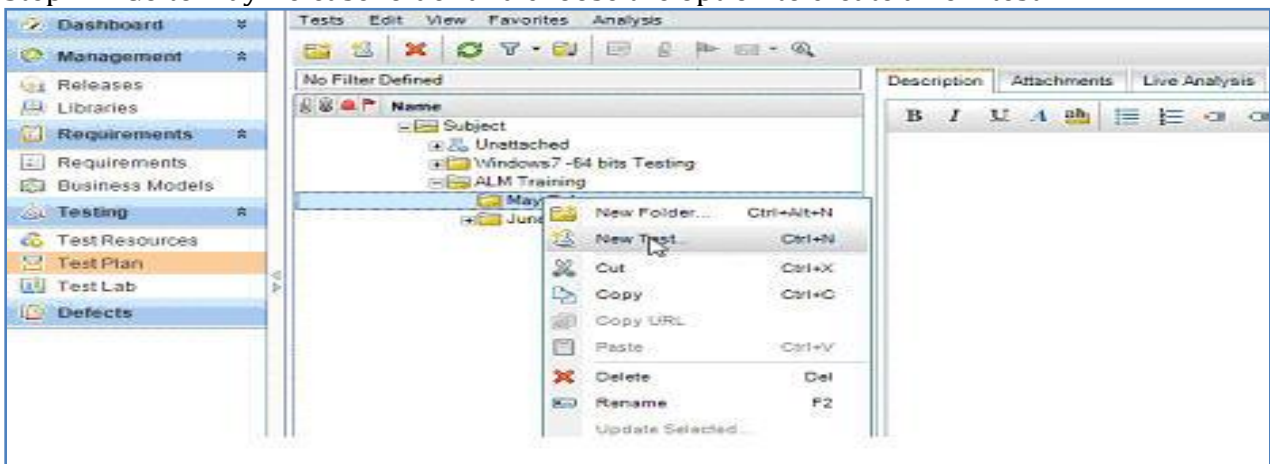 Tests Edit View Favorites Analysis
Dashboard
Management
Releases
Libraries
Requirements
Requirements
Business Models
Testing
Test Resources
Test Plan
Test Lab
Defects
No Filter Defined
Name
Subject
Unattached
Windows7 -64 bits Testing
ALM Training
May
June
New Folder... Ctrl+Alt+N
New Test... Ctrl+N
Cut Ctrl+X
Copy Ctrl+C
Copy URL
Paste Ctrl+V
Delete Del
Rename F2
Update Selected...
Description Attachments Live Analysis
B I U A ab